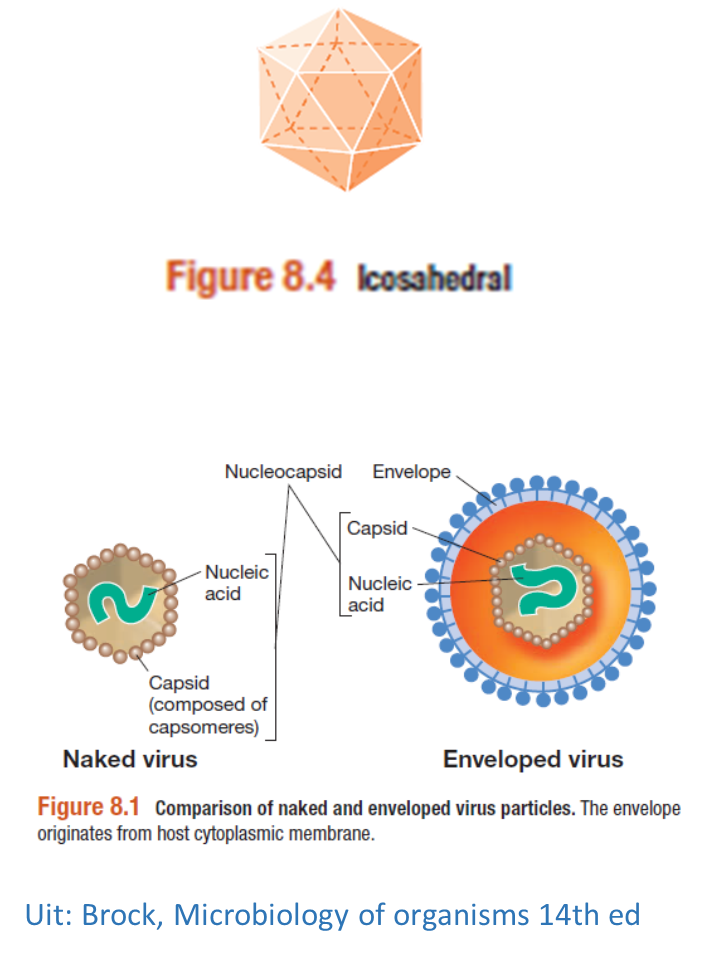 Figure 8.4 Icosahedral
Nucleocapsid
Envelope
Capsid
Nucleic
acid
Nucleic
acid
Capsid
(composed of
capsomeres)
Naked virus
Enveloped virus
Figure 8.1 Comparison of naked and enveloped virus particles. The envelope
originates from host cytoplasmic membrane.
Uit: Brock, Microbiology of organisms 14th ed